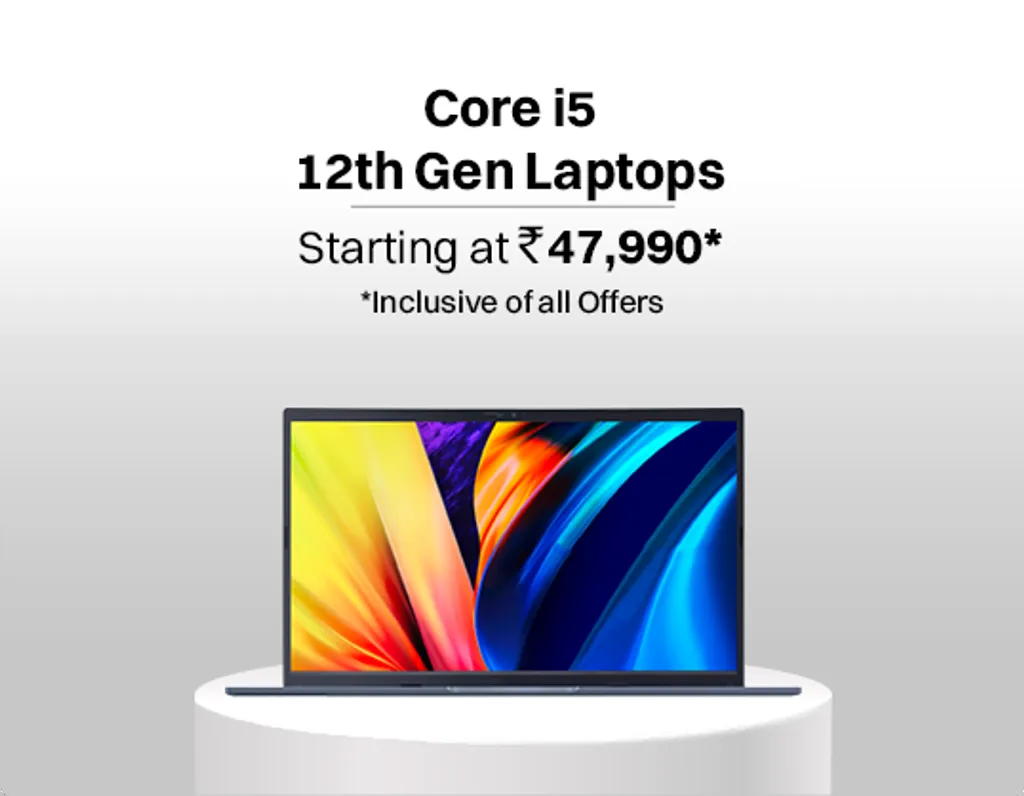 Core i5
12th Gen Laptops
Starting at ₹47,990*
*Inclusive of all Offers